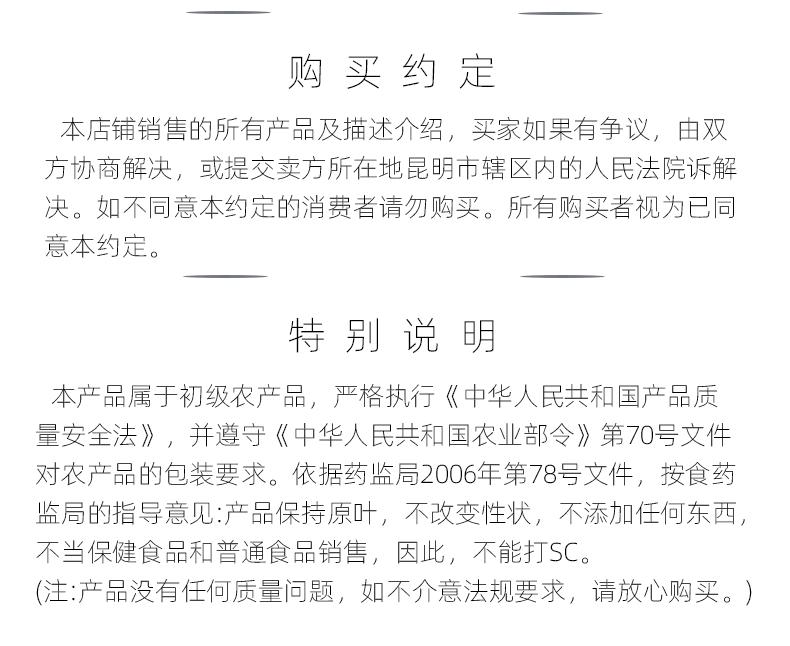 购买约定
本店铺销售的所有产品及描述介绍，买家如果有争议，由双
方协商解决，或提交卖方所在地昆明市辖区内的人民法院诉解
决。如不同意本约定的消费者请勿购买。所有购买者视为已同
意本约定。
特别说明
本产品属于初级农产品，严格执行《中华人民共和国产品质
量安全法》，并遵守《中华人民共和国农业部令》第70号文件
对农产品的包装要求。依据药监局2006年第78号文件，按食药
监局的指导意见:产品保持原叶，不改变性状，不添加任何东西，
不当保健食品和普通食品销售，因此，不能打SC。
(注:产品没有任何质量问题，如不介意法规要求，请放心购买。)